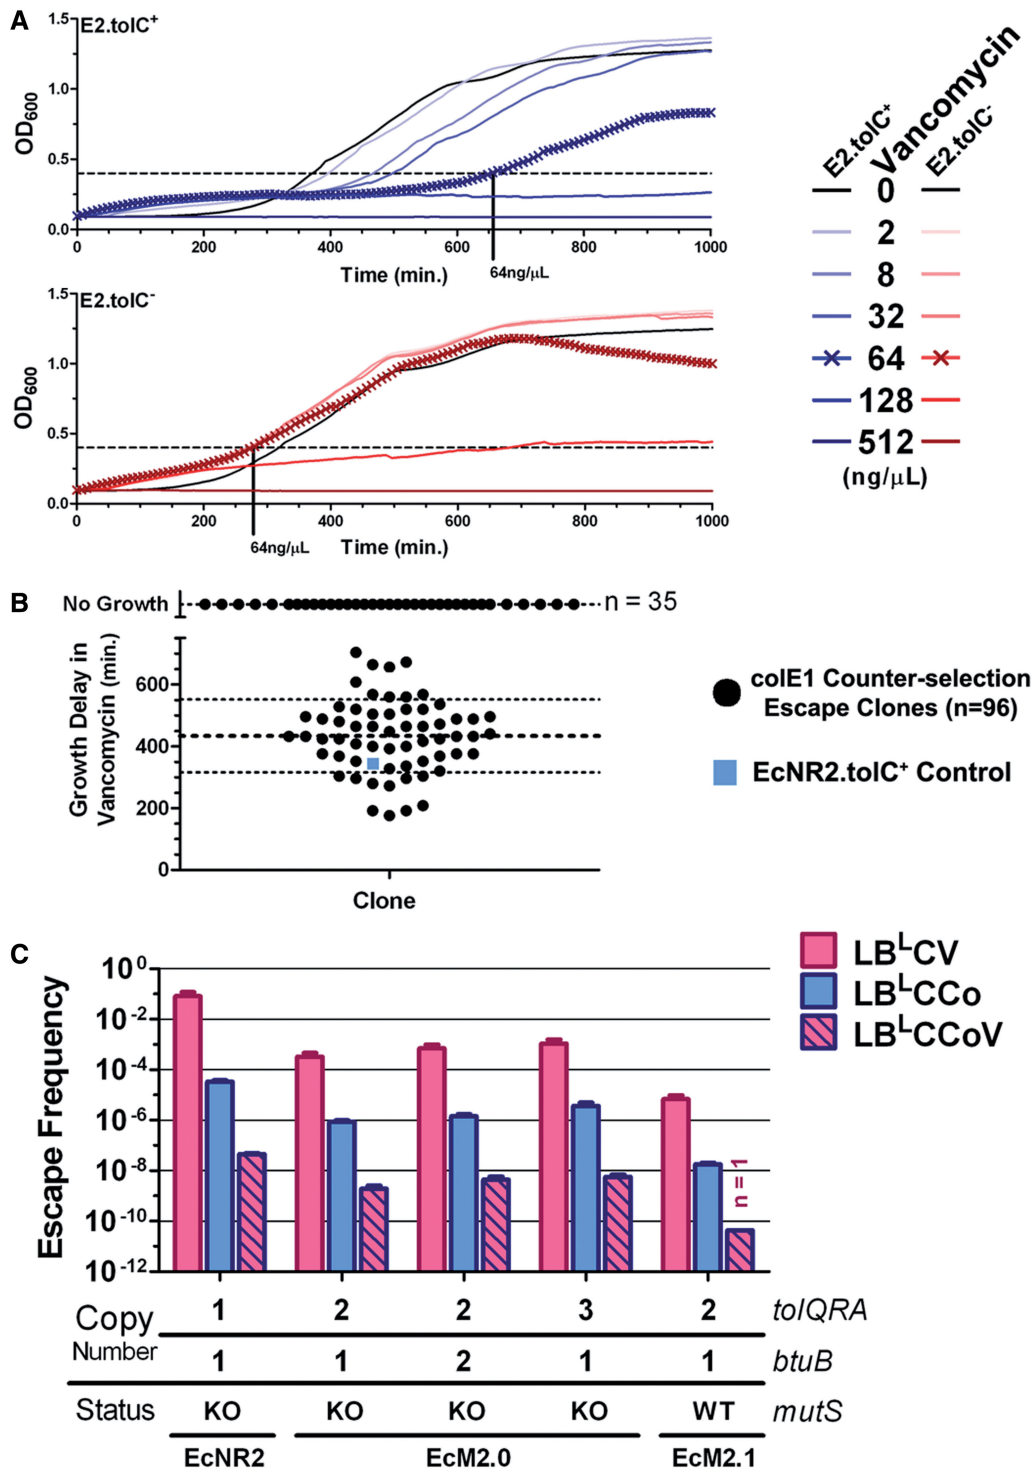 A
E2.tolC⁺
1.5
1.0
0.5
0.0
OD₆₀₀
0 200 400 600 800 1000
Time (min.)
64ng/μL
E2.tolC⁻
1.5
1.0
0.5
0.0
OD₆₀₀
0 200 400 600 800 1000
64ng/μL
Time (min.)
E2.tolC⁺ Vancomycin E2.tolC⁻
0
2
8
32
64
128
512
(ng/μL)
B
No Growth
n = 35
Growth Delay in
Vancomycin (min.)
600
400
200
0
Clone
colE1 Counter-selection
Escape Clones (n=96)
EcNR2.tolC⁺ Control
C
Escape Frequency
10⁰
10⁻²
10⁻⁴
10⁻⁶
10⁻⁸
10⁻¹⁰
10⁻¹²
n = 1
LBᴸCV
LBᴸCCo
LBᴸCCoV
Copy
Number
1 2 2 3 2 tolQRA
1 1 2 1 1 btuB
Status KO KO KO KO WT mutS
EcNR2 EcM2.0 EcM2.1